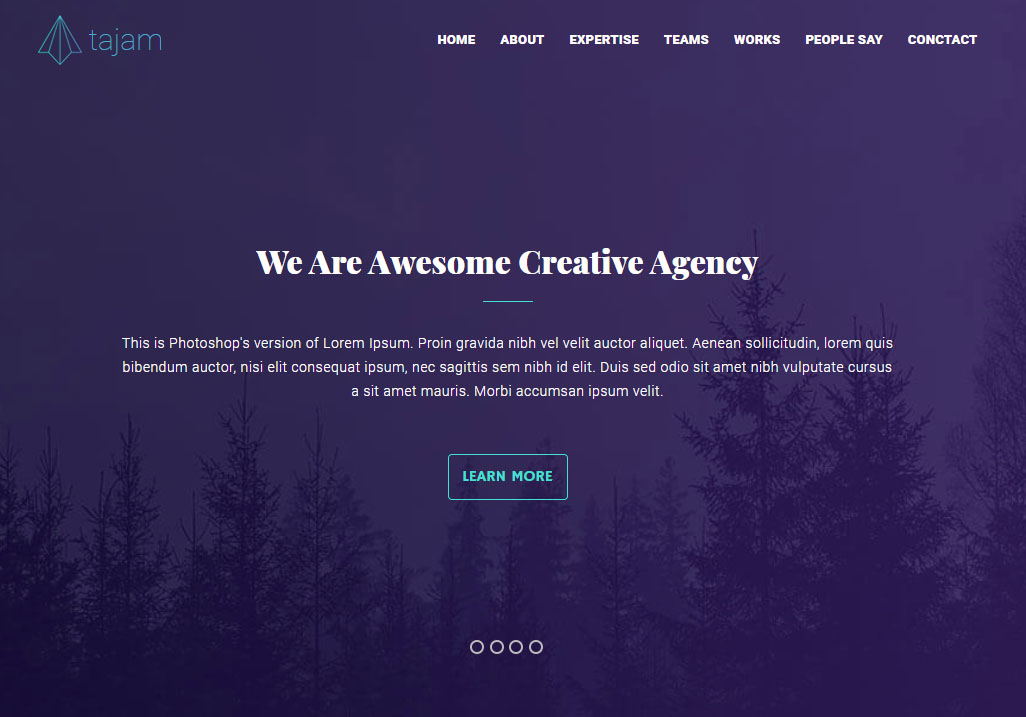 tajam
HOME ABOUT EXPERTISE TEAMS WORKS PEOPLE SAY CONCTACT
We Are Awesome Creative Agency
This is Photoshop's version of Lorem Ipsum. Proin gravida nibh vel velit auctor aliquet. Aenean sollicitudin, lorem quis
bibendum auctor, nisi elit consequat ipsum, nec sagittis sem nibh id elit. Duis sed odio sit amet nibh vulputate cursus
a sit amet mauris. Morbi accumsan ipsum velit.
LEARN MORE